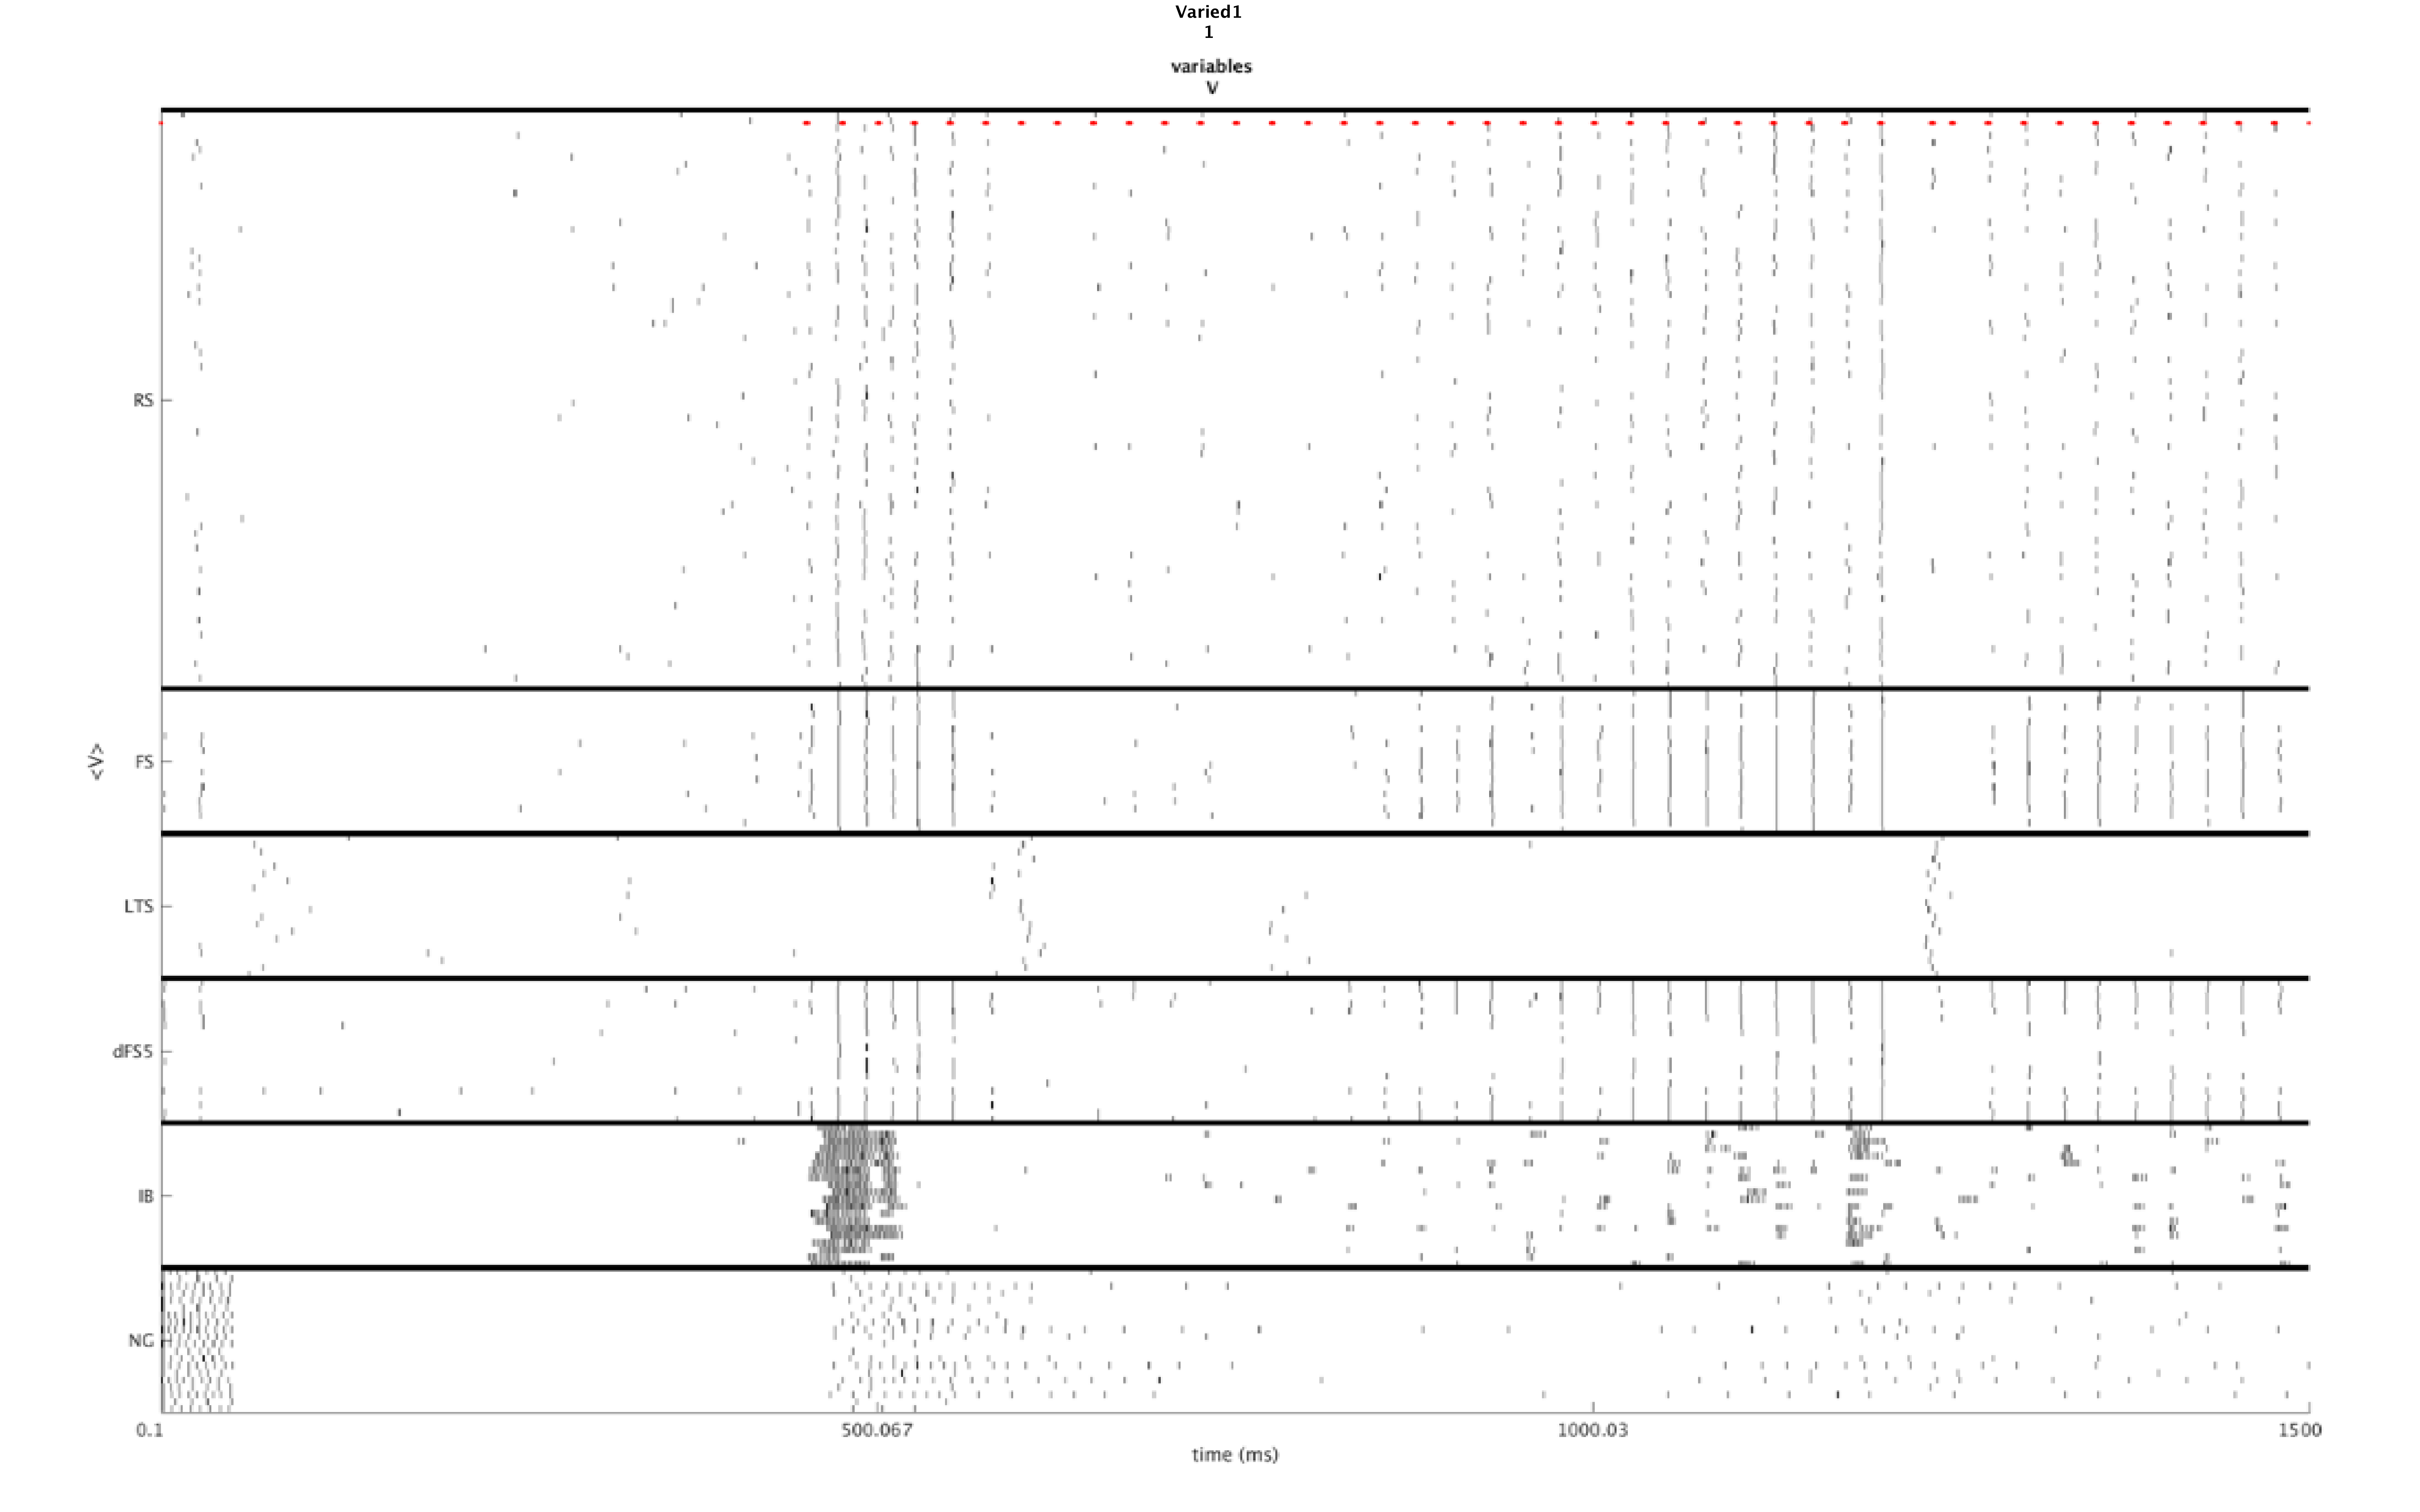 Varied1
1
variables
V
RS
FS
<V>
LTS
dFS5
IB
NG
0.1 500.067 1000.03 1500
time (ms)